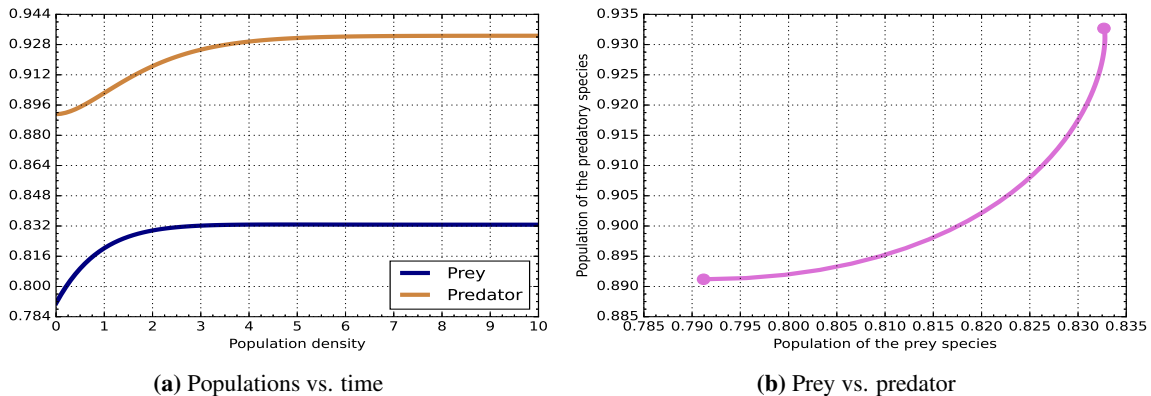 0.944
0.928
0.912
0.896
0.880
0.864
0.848
0.832
0.816
0.800
0.784
0 1 2 3 4 5 6 7 8 9 10
Population density
Prey
Predator
(a) Populations vs. time
Population of the predatory species
0.935
0.930
0.925
0.920
0.915
0.910
0.905
0.900
0.895
0.890
0.885
0.785 0.790 0.795 0.800 0.805 0.810 0.815 0.820 0.825 0.830 0.835
Population of the prey species
(b) Prey vs. predator